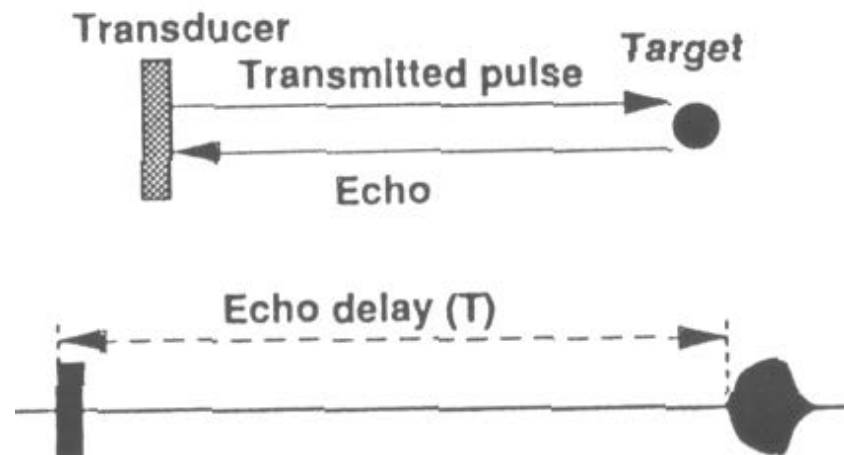 Transducer
Target
Transmitted pulse
Echo
Echo delay (T)